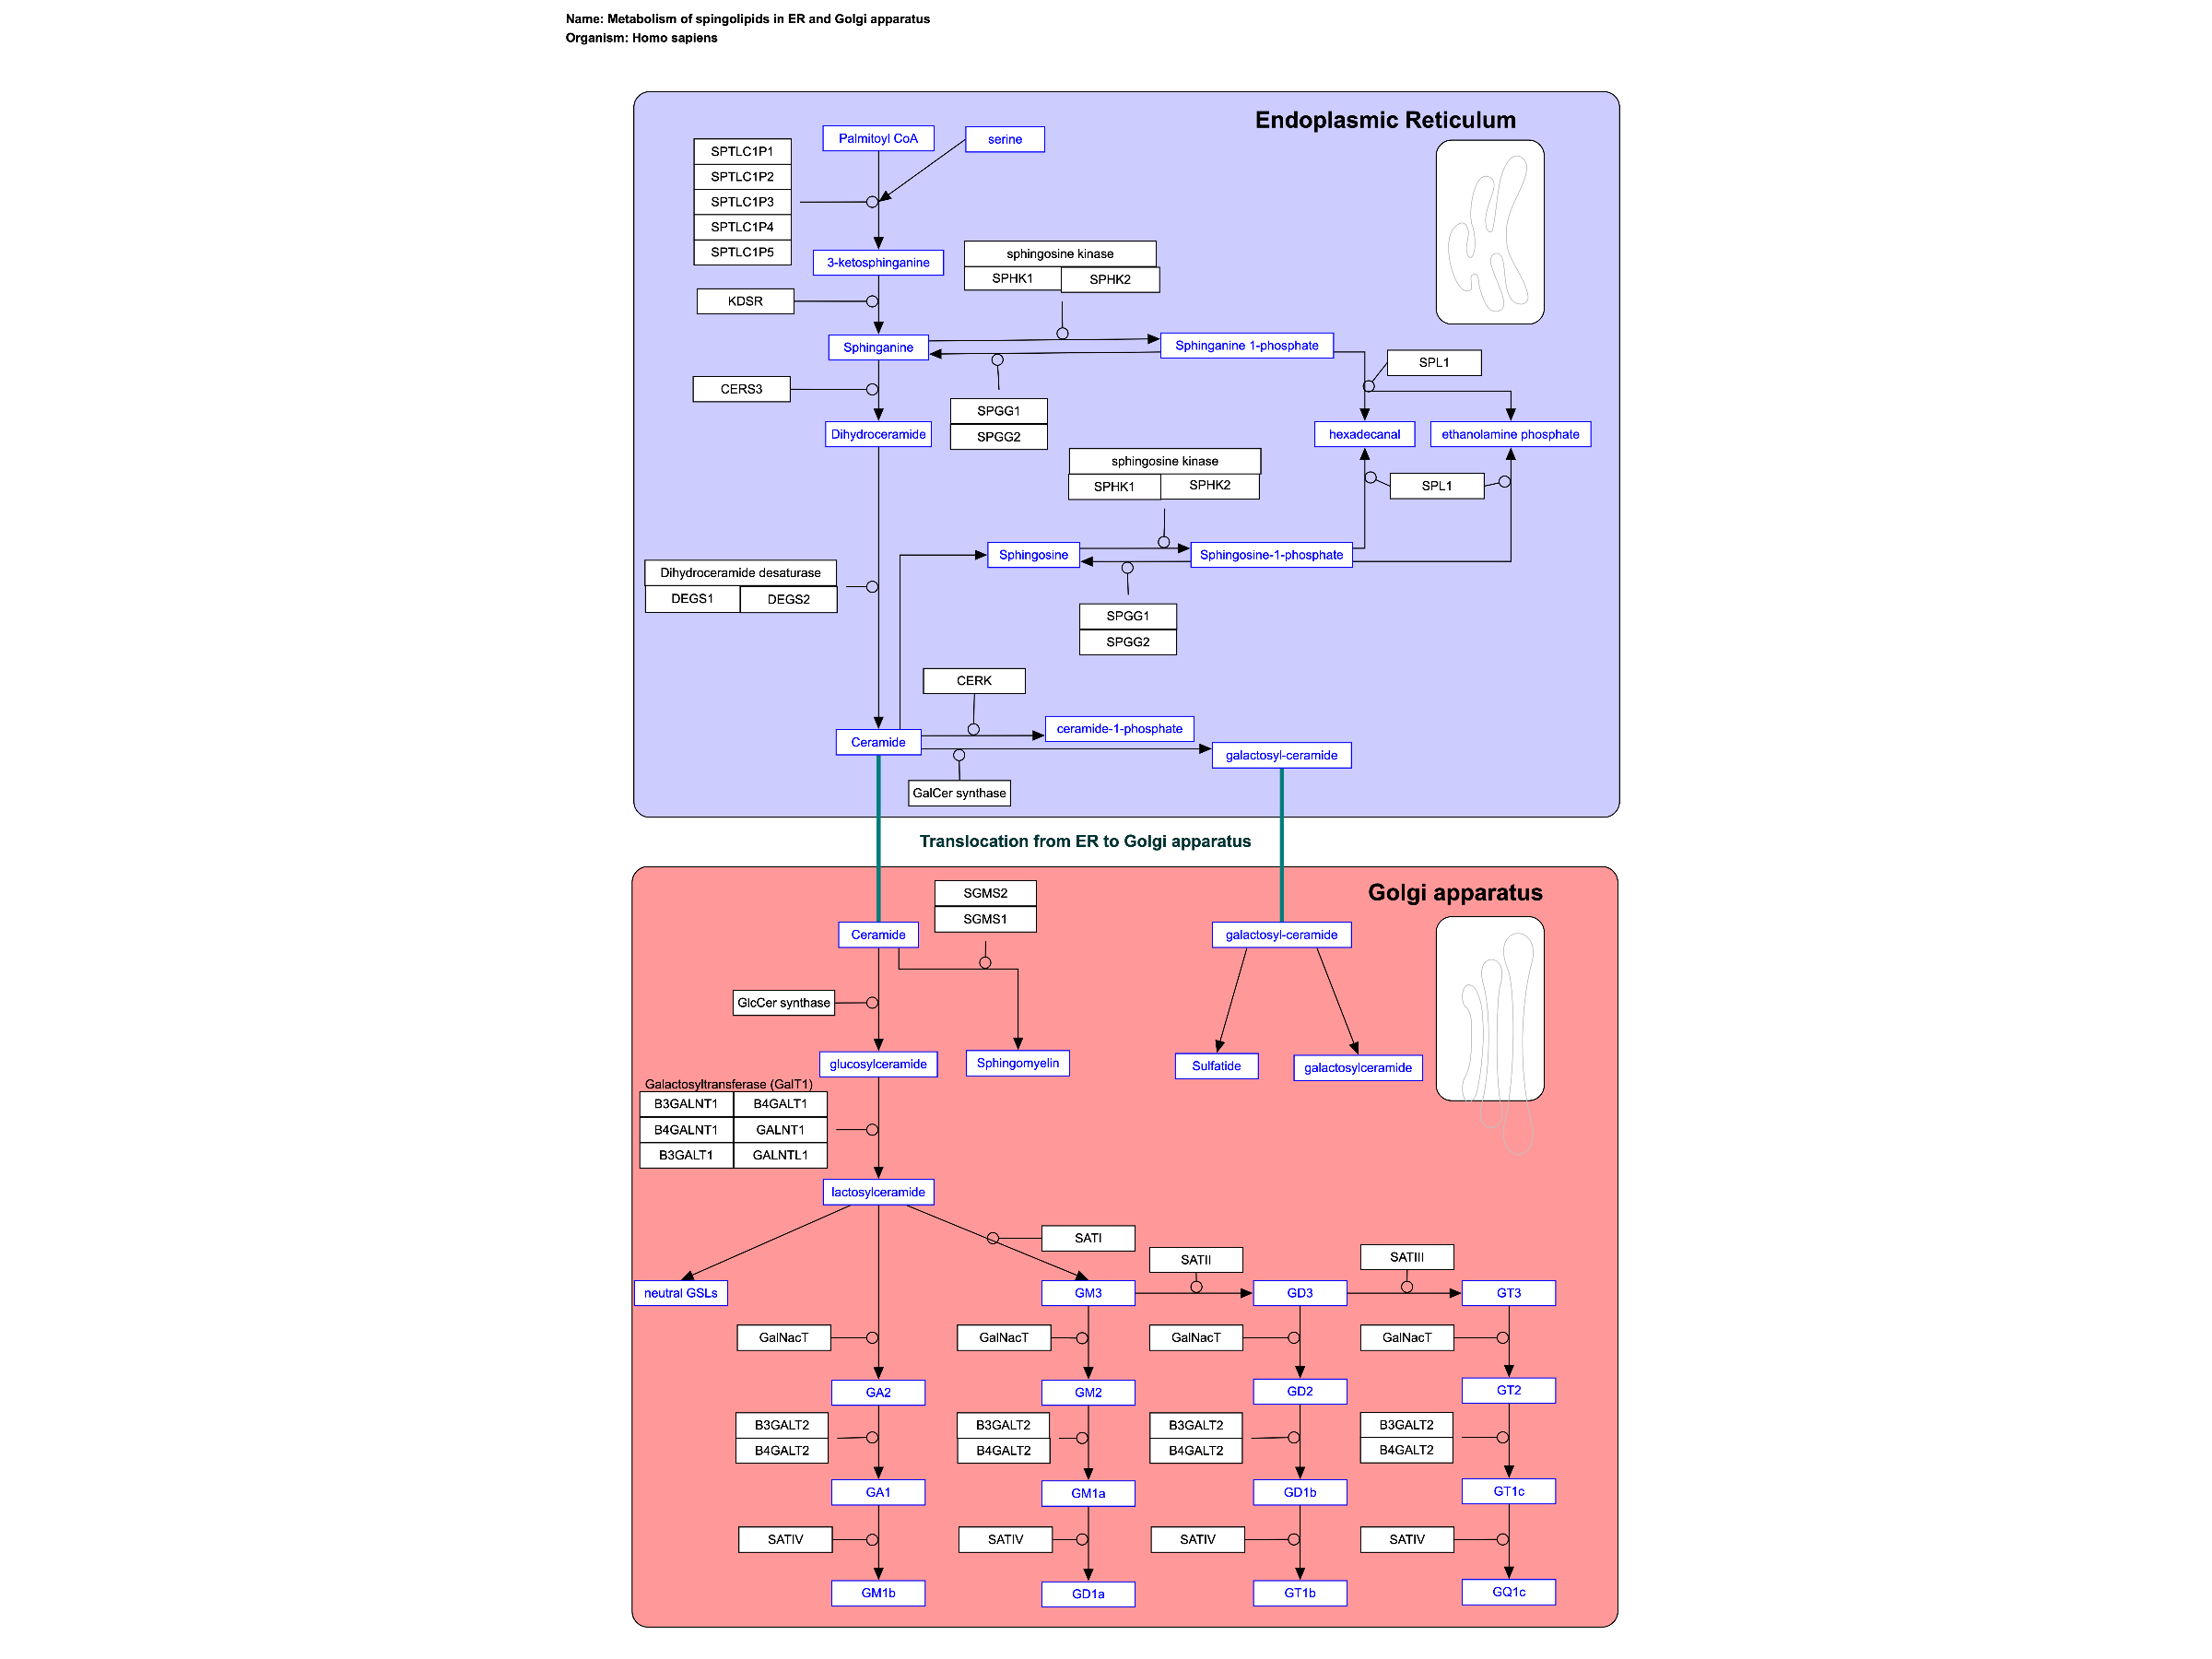 Name: Metabolism of spingolipids in ER and Golgi apparatus
Organism: Homo sapiens
Endoplasmic Reticulum
Palmitoyl CoA
serine
SPTLC1P1
SPTLC1P2
SPTLC1P3
SPTLC1P4
SPTLC1P5
3-ketosphinganine
sphingosine kinase
SPHK1 SPHK2
KDSR
Sphinganine
Sphinganine 1-phosphate
SPL1
CERS3
SPGG1
SPGG2
Dihydroceramide
hexadecanal
ethanolamine phosphate
sphingosine kinase
SPHK1 SPHK2
SPL1
Sphingosine
Sphingosine-1-phosphate
Dihydroceramide desaturase
DEGS1 DEGS2
SPGG1
SPGG2
CERK
ceramide-1-phosphate
Ceramide
galactosyl-ceramide
GalCer synthase
Translocation from ER to Golgi apparatus
Golgi apparatus
SGMS2
SGMS1
Ceramide
galactosyl-ceramide
GlcCer synthase
glucosylceramide
Sphingomyelin
Sulfatide
galactosylceramide
Galactosyltransferase (GalT1)
B3GALNT1 B4GALT1
B4GALNT1 GALNT1
B3GALT1 GALNTL1
lactosylceramide
SATI
SATII
SATIII
neutral GSLs
GM3
GD3
GT3
GalNacT
GalNacT
GalNacT
GalNacT
GA2
GM2
GD2
GT2
B3GALT2
B4GALT2
B3GALT2
B4GALT2
B3GALT2
B4GALT2
B3GALT2
B4GALT2
GA1
GM1a
GD1b
GT1c
SATIV
SATIV
SATIV
SATIV
GM1b
GD1a
GT1b
GQ1c